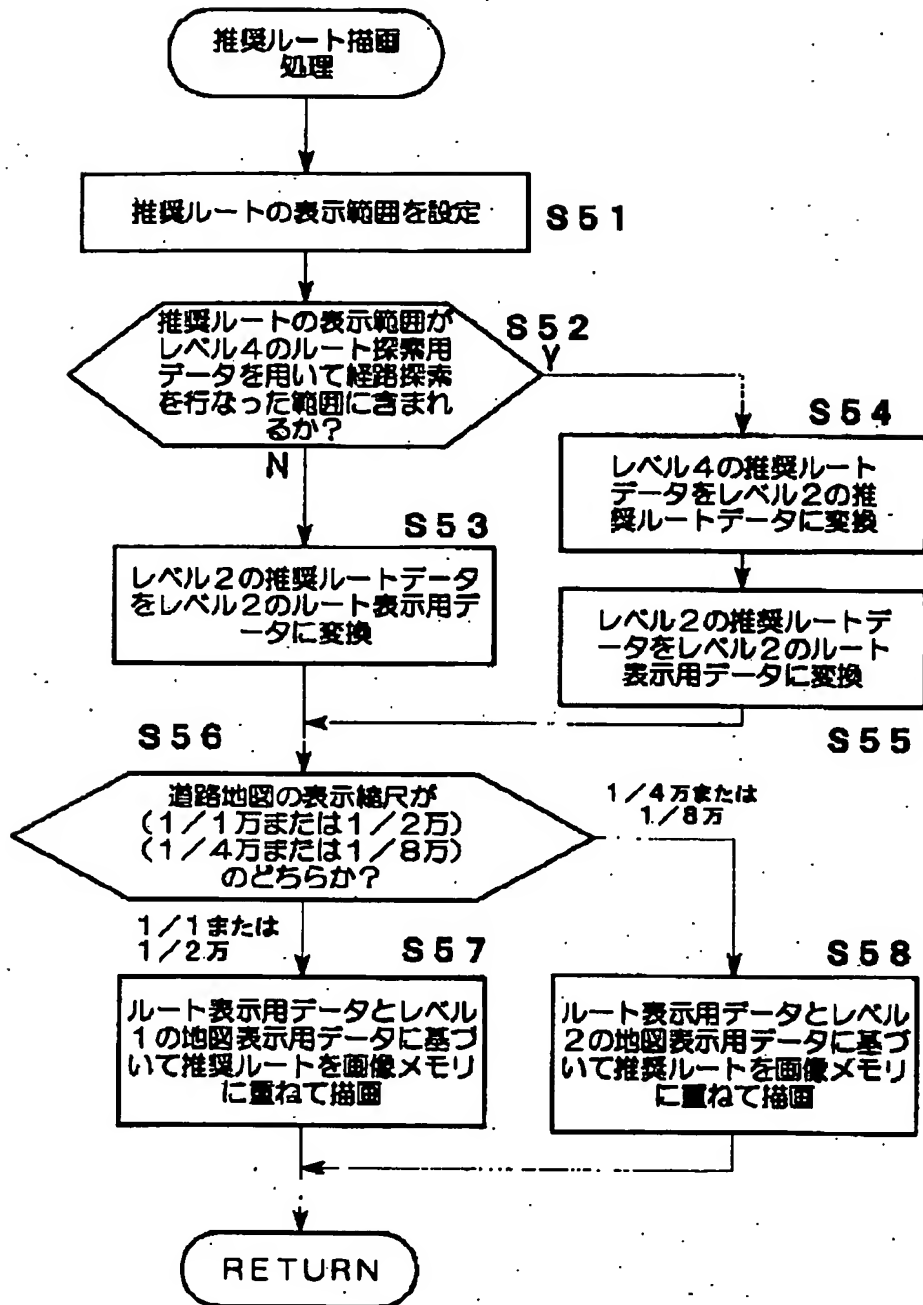 推奨ルート描画
処理
推奨ルートの表示範囲を設定
S51
推奨ルートの表示範囲が
レベル4のルート探索用
データを用いて経路探索
を行なった範囲に含まれ
るか?
S52
Y
N
S54
レベル4の推奨ルート
データをレベル2の推
奨ルートデータに変換
S53
レベル2の推奨ルートデータ
をレベル2のルート表示用デ
ータに変換
レベル2の推奨ルートデ
ータをレベル2のルート
表示用データに変換
S55
S56
道路地図の表示縮尺が
(1/1万または1/2万)
(1/4万または1/8万)
のどちらか?
1/4万または
1/8万
1/1または
1/2万
S57
ルート表示用データとレベル
1の地図表示用データに基づ
いて推奨ルートを画像メモリ
に重ねて描画
S58
ルート表示用データとレベル
2の地図表示用データに基づ
いて推奨ルートを画像メモリ
に重ねて描画
RETURN